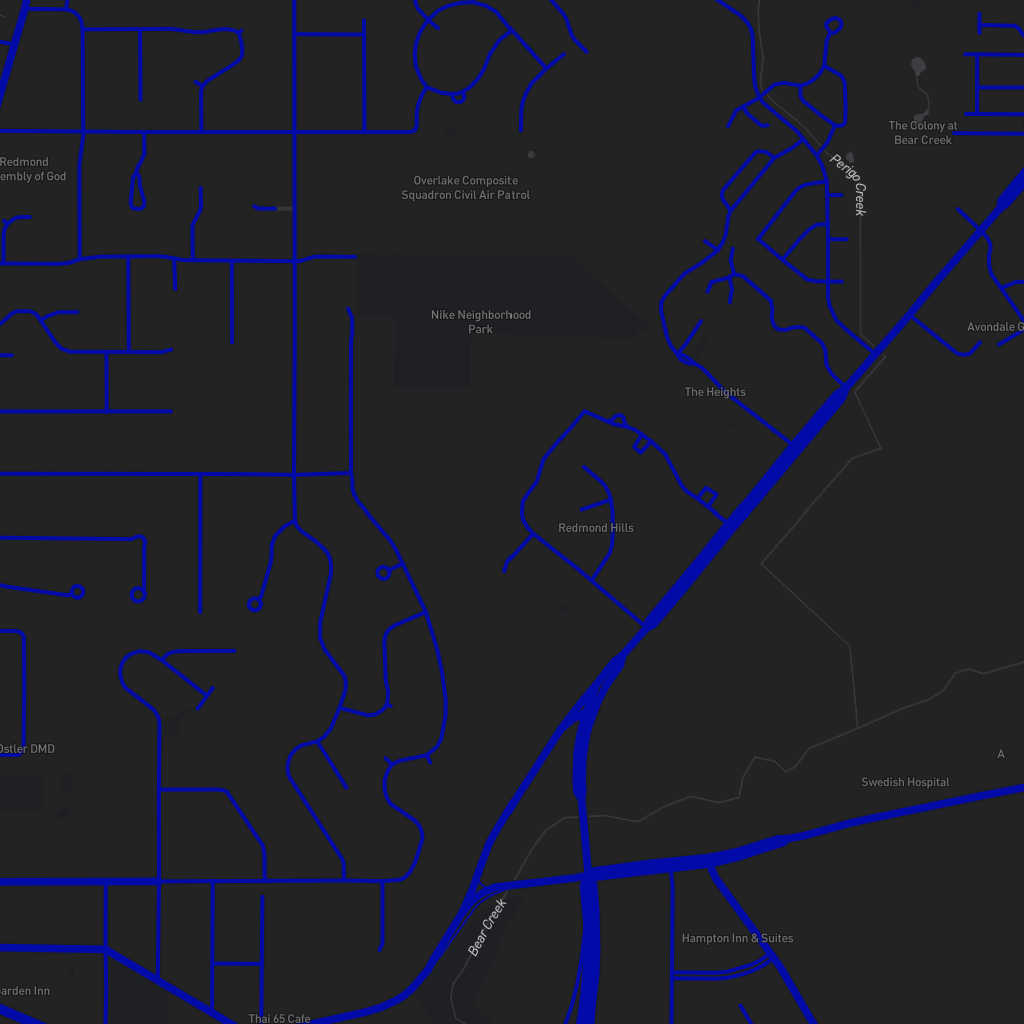 The Colony at
Bear Creek
Redmond
embly of God
Perigo Creek
Overlake Composite
Squadron Civil Air Patrol
Nike Neighborhood
Park
Avondale G
The Heights
Redmond Hills
Ostler DMD
A
Swedish Hospital
Bear Creek
Hampton Inn & Suites
arden Inn
Thai 65 Cafe